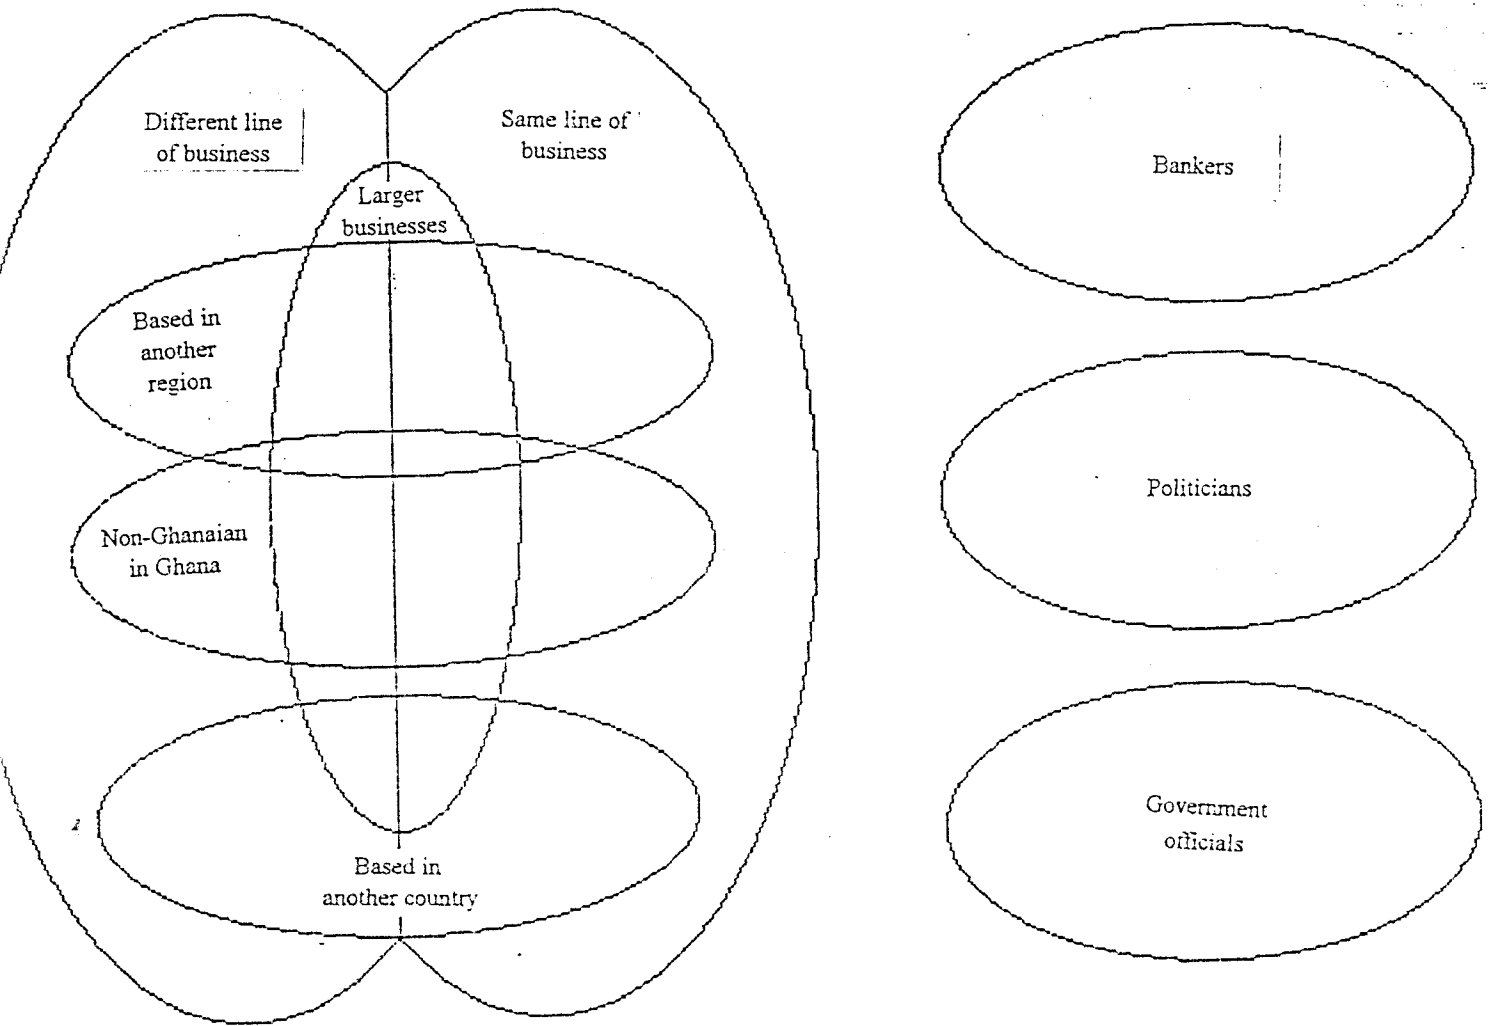 Different line
of business
Same line of
business
Larger
businesses
Based in
another
region
Non-Ghanaian
in Ghana
Based in
another country
Bankers
Politicians
Government
officials